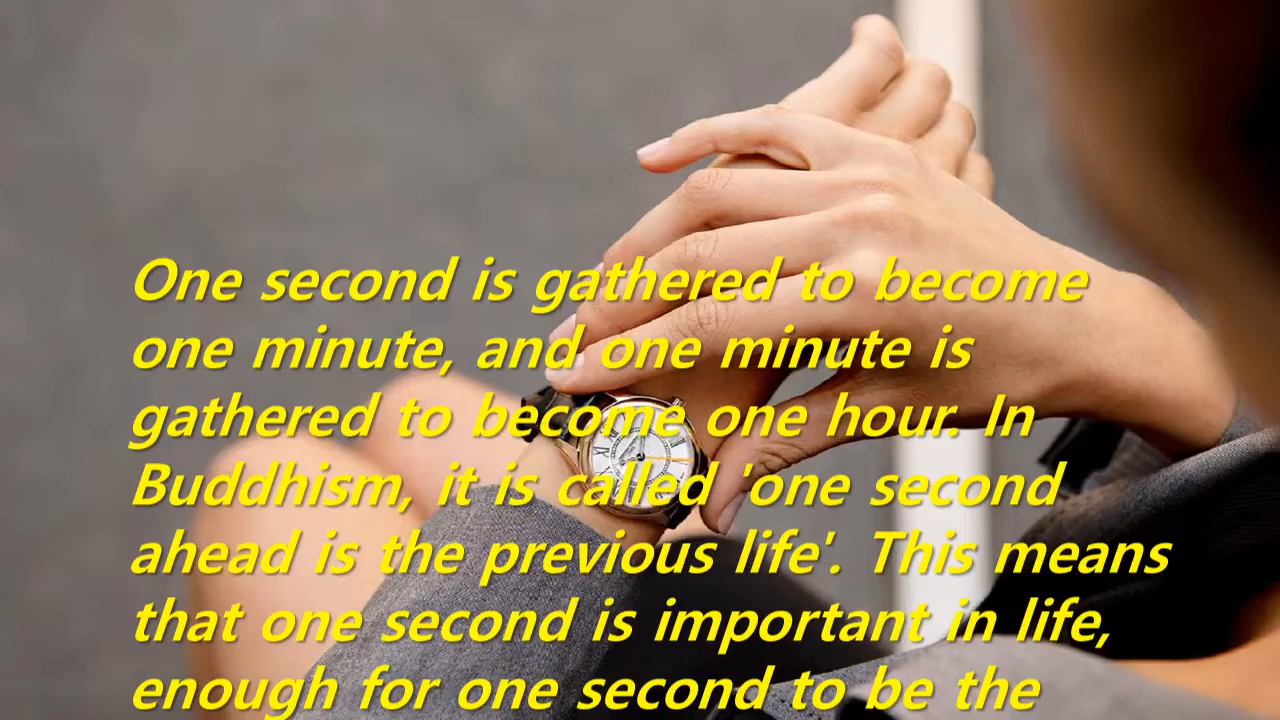 One second is gathered to become
one minute, and one minute is
gathered to become one hour. In
Buddhism, it is called 'one second
ahead is the previous life'. This means
that one second is important in life,
enough for one second to be the